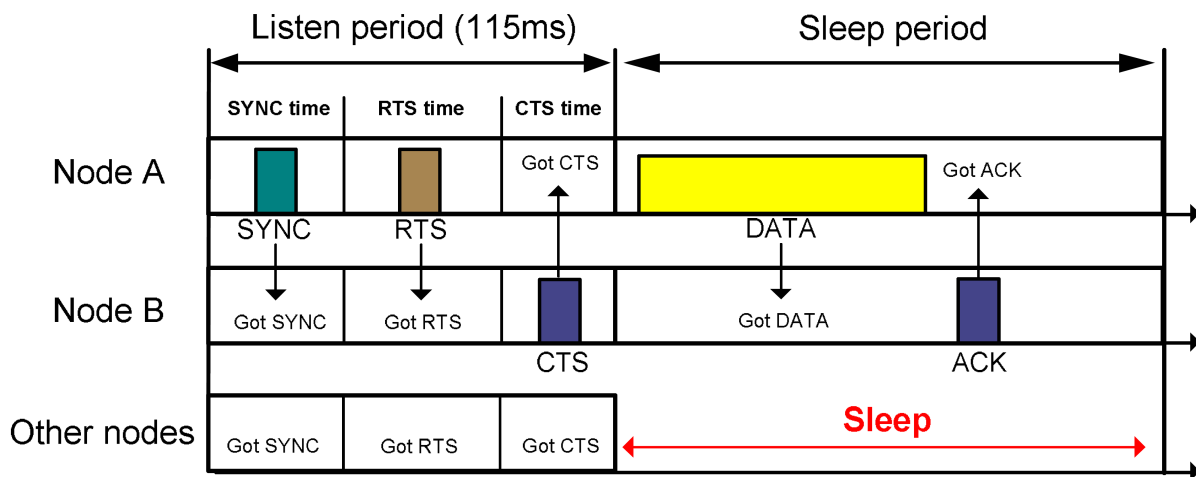 Listen period (115ms)
Sleep period
SYNC time
RTS time
CTS time
Node A
Got CTS
Got ACK
SYNC
RTS
DATA
Node B
Got SYNC
Got RTS
Got DATA
CTS
ACK
Other nodes
Got SYNC
Got RTS
Got CTS
Sleep